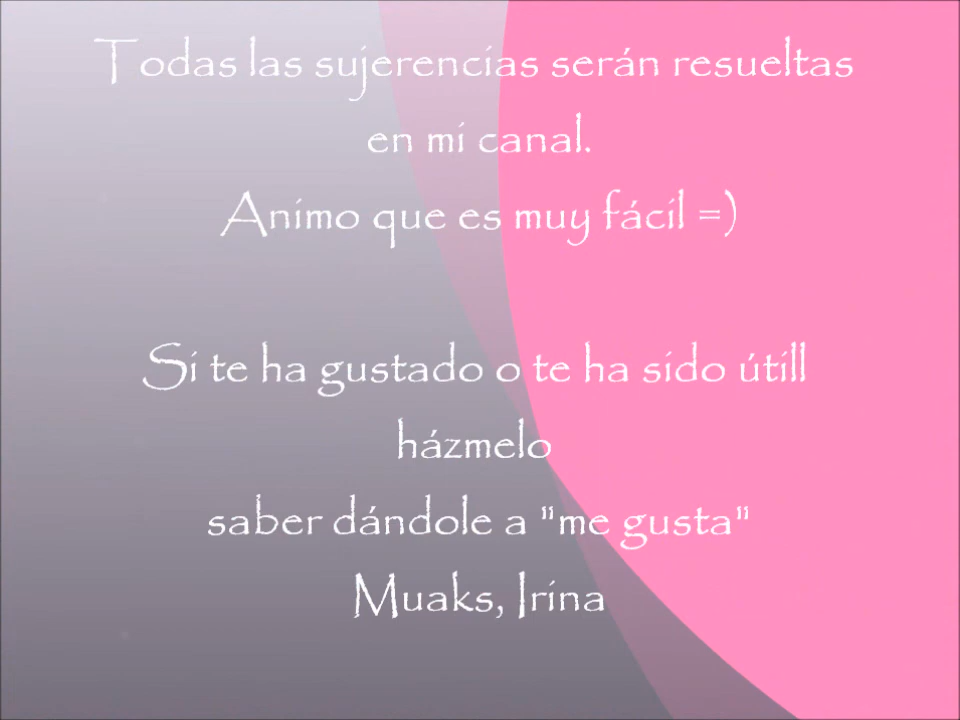 Todas las sujerencias serán resueltas
en mi canal.
Animo que es muy fácil =)
Si te ha gustado o te ha sido útill
házmelo
saber dándole a "me gusta"
Muaks, Irina